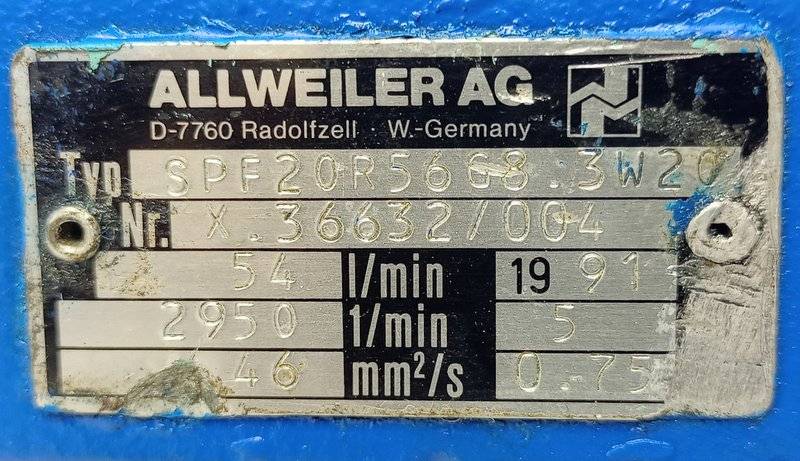 ALLWEILER AG
D-7760 Radolfzell · W.-Germany
Typ SPF20R56G8.3W20
Nr. X.36632/004
54 l/min 1991
2950 1/min 5
46 mm²/s 0.75